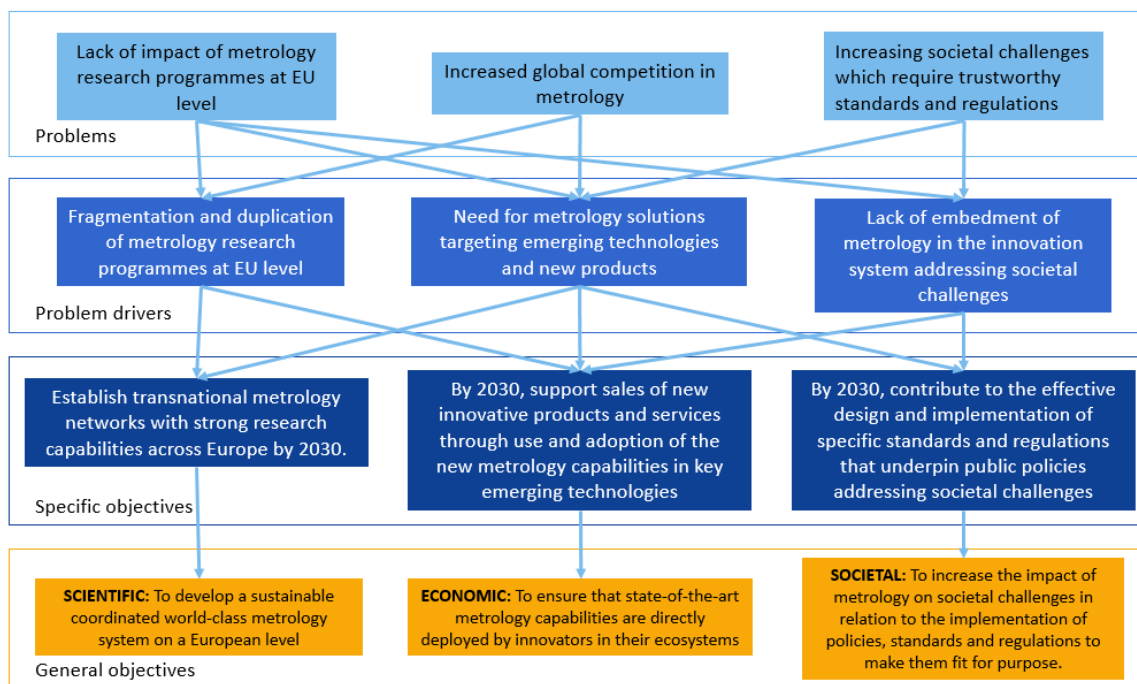 Lack of impact of metrology
research programmes at EU
level
Increased global competition in
metrology
Increasing societal challenges
which require trustworthy
standards and regulations
Problems
Fragmentation and duplication
of metrology research
programmes at EU level
Need for metrology solutions
targeting emerging technologies
and new products
Lack of embedment of
metrology in the innovation
system addressing societal
challenges
Problem drivers
Establish transnational metrology
networks with strong research
capabilities across Europe by 2030.
By 2030, support sales of new
innovative products and services
through use and adoption of the
new metrology capabilities in key
emerging technologies
By 2030, contribute to the effective
design and implementation of
specific standards and regulations
that underpin public policies
addressing societal challenges
Specific objectives
SCIENTIFIC: To develop a sustainable
coordinated world-class metrology
system on a European level
ECONOMIC: To ensure that state-of-the-art
metrology capabilities are directly
deployed by innovators in their ecosystems
SOCIETAL: To increase the impact of
metrology on societal challenges in
relation to the implementation of
policies, standards and regulations to
make them fit for purpose.
General objectives